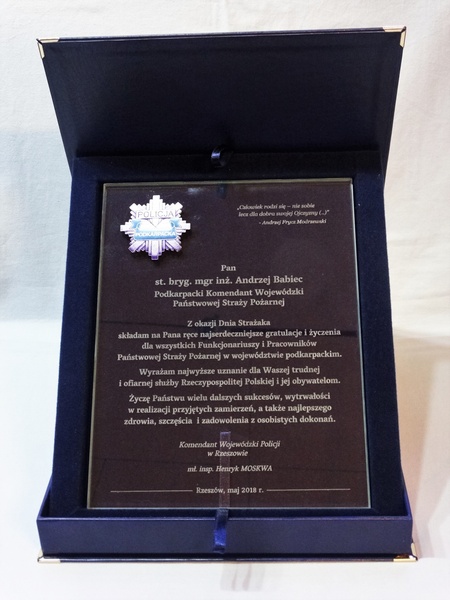 POLICJA
PODKARPACKA
„Człowiek rodzi się – nie sobie
lecz dla dobra swojej Ojczyzny (...)"
- Andrzej Frycz Modrzewski
Pan
st. bryg. mgr inż. Andrzej Babiec
Podkarpacki Komendant Wojewódzki
Państwowej Straży Pożarnej
Z okazji Dnia Strażaka
składam na Pana ręce najserdeczniejsze gratulacje i życzenia
dla wszystkich Funkcjonariuszy i Pracowników
Państwowej Straży Pożarnej w województwie podkarpackim.
Wyrażam najwyższe uznanie dla Waszej trudnej
i ofiarnej służby Rzeczypospolitej Polskiej i jej obywatelom.
Życzę Państwu wielu dalszych sukcesów, wytrwałości
w realizacji przyjętych zamierzeń, a także najlepszego
zdrowia, szczęścia i zadowolenia z osobistych dokonań.
Komendant Wojewódzki Policji
w Rzeszowie
mł. insp. Henryk MOSKWA
Rzeszów, maj 2018 r.